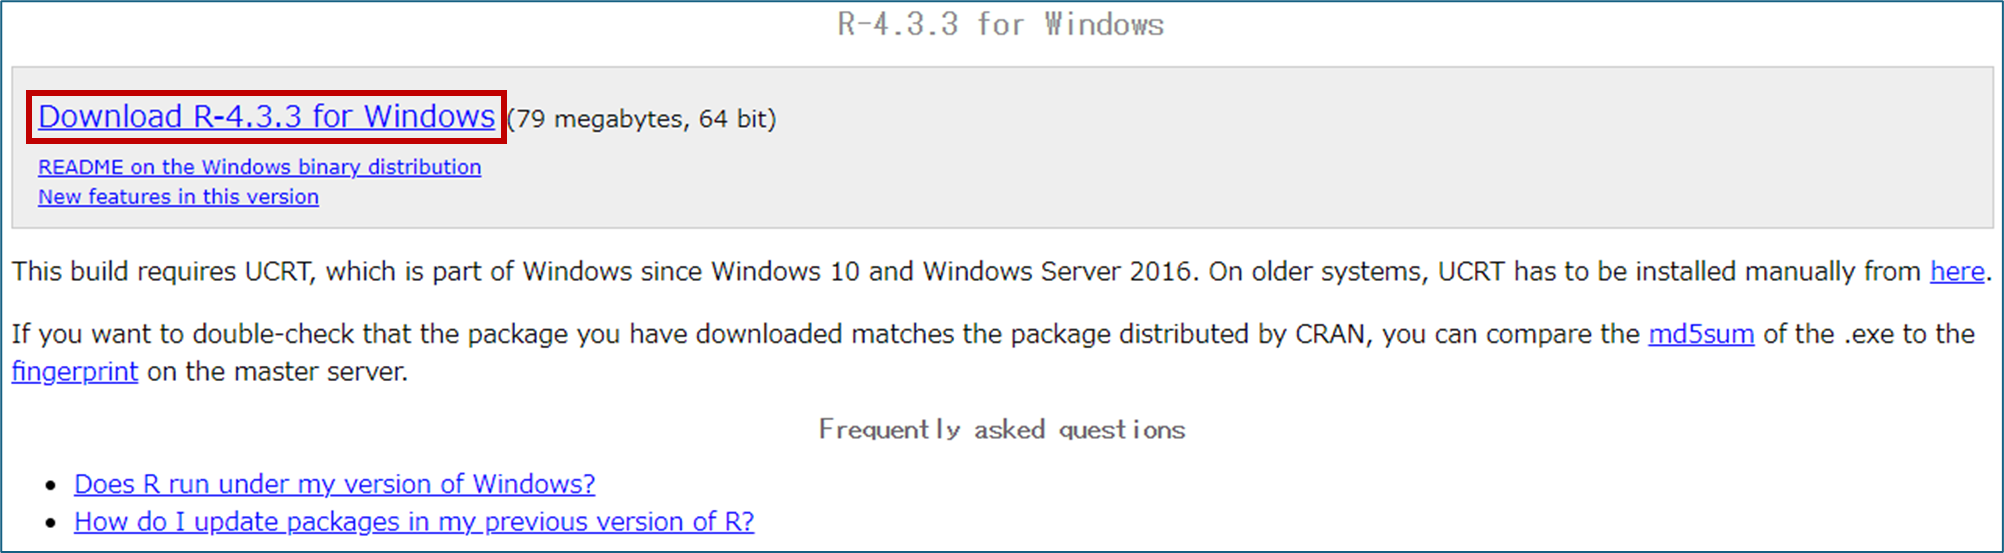 R-4.3.3 for Windows
Download R-4.3.3 for Windows (79 megabytes, 64 bit)
README on the Windows binary distribution
New features in this version
This build requires UCRT, which is part of Windows since Windows 10 and Windows Server 2016. On older systems, UCRT has to be installed manually from here.
If you want to double-check that the package you have downloaded matches the package distributed by CRAN, you can compare the md5sum of the .exe to the
fingerprint on the master server.
Frequently asked questions
• Does R run under my version of Windows?
• How do I update packages in my previous version of R?